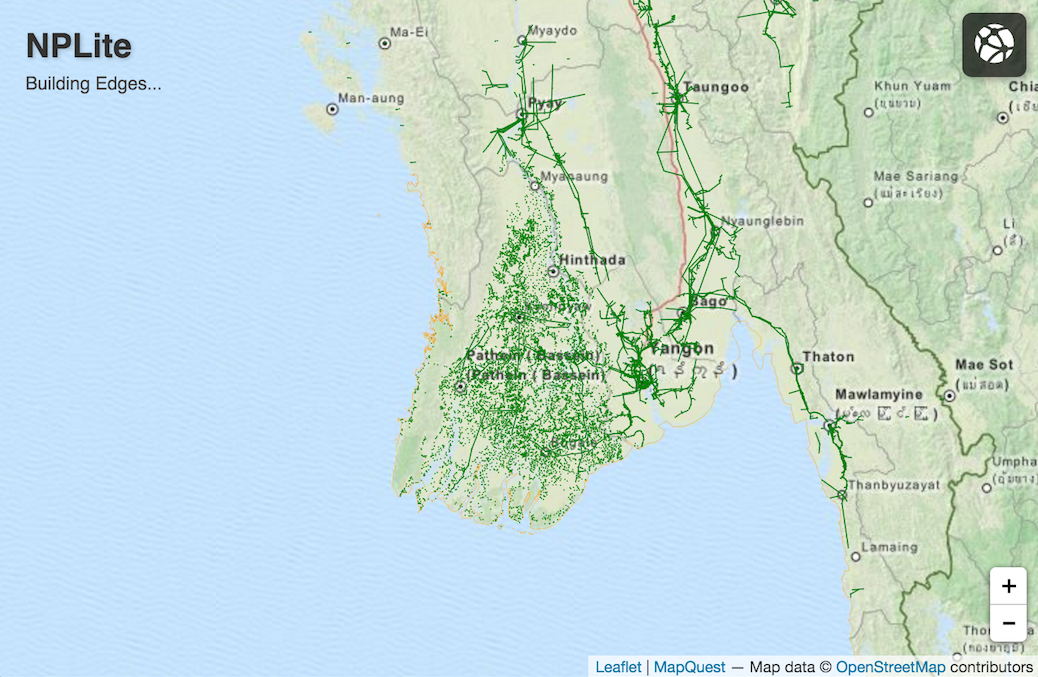 NPLite
Building Edges...
Ma-Ei
Myaydo
Man-aung
Pyay
Taungoo
Khun Yuam
(ขุนยวม)
Chia
(เชีย
Myanaung
Mae Sariang
(แม่สะเรียง)
Nyaunglebin
Li
(ลี้)
Hinthada
Bago
Yangon
Pathein ( Bassein)
(Pathein ( Bassein)
Thaton
Mae Sot
(แม่สอด)
Mawlamyine
Bogale
Umpha
(อุ้มผาง)
Thanbyuzayat
Lamaing
+
−
(ทองผาภูมิ)
Leaflet | MapQuest — Map data © OpenStreetMap contributors